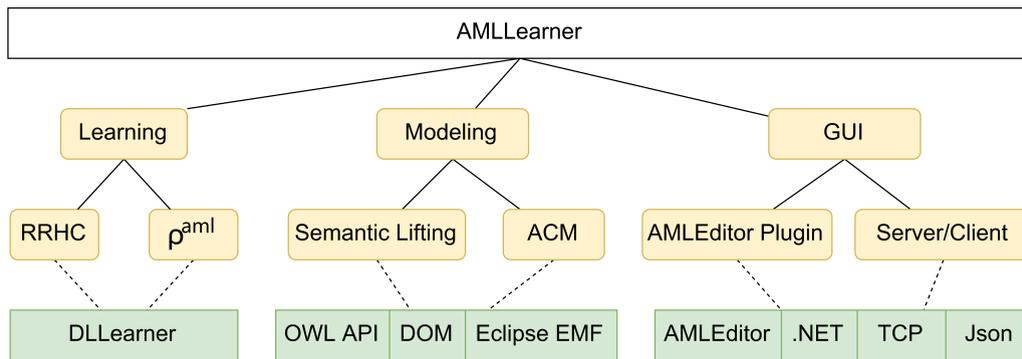 AMLLearner
Learning Modeling GUI
RRHC ρaml Semantic Lifting ACM AMLEditor Plugin Server/Client
DLLearner OWL API DOM Eclipse EMF AMLEditor .NET TCP Json